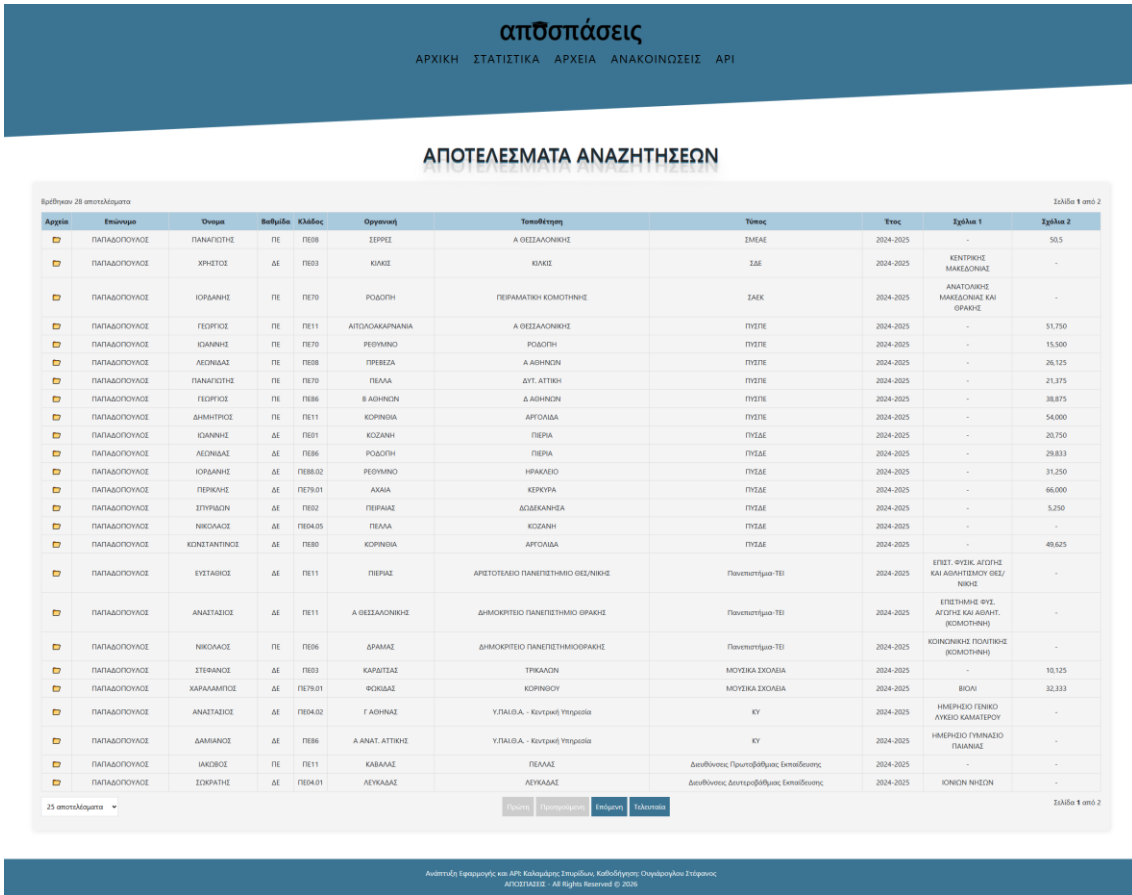 αποσπάσεις
ΑΡΧΙΚΗ ΣΤΑΤΙΣΤΙΚΑ ΑΡΧΕΙΑ ΑΝΑΚΟΙΝΩΣΕΙΣ API
ΑΠΟΤΕΛΕΣΜΑΤΑ ΑΝΑΖΗΤΗΣΕΩΝ
Βρέθηκαν 28 αποτελέσματα Σελίδα 1 από 2
Αρχεία Επώνυμο Όνομα Βαθμίδα Κλάδος Οργανική Τοποθέτηση Τύπος Έτος Σχόλια 1 Σχόλια 2
ΠΑΠΑΔΟΠΟΥΛΟΣ ΠΑΝΑΓΙΩΤΗΣ ΠΕ ΠΕ08 ΣΕΡΡΕΣ Α ΘΕΣΣΑΛΟΝΙΚΗΣ ΣΜΕΑΕ 2024-2025 - 50,5
ΠΑΠΑΔΟΠΟΥΛΟΣ ΧΡΗΣΤΟΣ ΔΕ ΠΕ03 ΚΙΛΚΙΣ ΚΙΛΚΙΣ ΣΔΕ 2024-2025 ΚΕΝΤΡΙΚΗΣ
ΜΑΚΕΔΟΝΙΑΣ -
ΠΑΠΑΔΟΠΟΥΛΟΣ ΙΟΡΔΑΝΗΣ ΠΕ ΠΕ70 ΡΟΔΟΠΗ ΠΕΙΡΑΜΑΤΙΚΗ ΚΟΜΟΤΗΝΗΣ ΣΑΕΚ 2024-2025 ΑΝΑΤΟΛΙΚΗΣ
ΜΑΚΕΔΟΝΙΑΣ ΚΑΙ
ΘΡΑΚΗΣ -
ΠΑΠΑΔΟΠΟΥΛΟΣ ΓΕΩΡΓΙΟΣ ΠΕ ΠΕ11 ΑΙΤΩΛΟΑΚΑΡΝΑΝΙΑ Α ΘΕΣΣΑΛΟΝΙΚΗΣ ΠΥΣΠΕ 2024-2025 - 51,750
ΠΑΠΑΔΟΠΟΥΛΟΣ ΙΩΑΝΝΗΣ ΠΕ ΠΕ70 ΡΕΘΥΜΝΟ ΡΟΔΟΠΗ ΠΥΣΠΕ 2024-2025 - 15,500
ΠΑΠΑΔΟΠΟΥΛΟΣ ΛΕΩΝΙΔΑΣ ΠΕ ΠΕ08 ΠΡΕΒΕΖΑ Α ΑΘΗΝΩΝ ΠΥΣΠΕ 2024-2025 - 26,125
ΠΑΠΑΔΟΠΟΥΛΟΣ ΠΑΝΑΓΙΩΤΗΣ ΠΕ ΠΕ70 ΠΕΛΛΑ ΔΥΤ. ΑΤΤΙΚΗ ΠΥΣΠΕ 2024-2025 - 21,375
ΠΑΠΑΔΟΠΟΥΛΟΣ ΓΕΩΡΓΙΟΣ ΠΕ ΠΕ86 Β ΑΘΗΝΩΝ Δ ΑΘΗΝΩΝ ΠΥΣΠΕ 2024-2025 - 38,875
ΠΑΠΑΔΟΠΟΥΛΟΣ ΔΗΜΗΤΡΙΟΣ ΠΕ ΠΕ11 ΚΟΡΙΝΘΙΑ ΑΡΓΟΛΙΔΑ ΠΥΣΠΕ 2024-2025 - 54,000
ΠΑΠΑΔΟΠΟΥΛΟΣ ΙΩΑΝΝΗΣ ΔΕ ΠΕ01 ΚΟΖΑΝΗ ΠΙΕΡΙΑ ΠΥΣΔΕ 2024-2025 - 20,750
ΠΑΠΑΔΟΠΟΥΛΟΣ ΛΕΩΝΙΔΑΣ ΔΕ ΠΕ86 ΡΟΔΟΠΗ ΠΙΕΡΙΑ ΠΥΣΔΕ 2024-2025 - 29,833
ΠΑΠΑΔΟΠΟΥΛΟΣ ΙΟΡΔΑΝΗΣ ΔΕ ΠΕ88.02 ΡΕΘΥΜΝΟ ΗΡΑΚΛΕΙΟ ΠΥΣΔΕ 2024-2025 - 31,250
ΠΑΠΑΔΟΠΟΥΛΟΣ ΠΕΡΙΚΛΗΣ ΔΕ ΠΕ79.01 ΑΧΑΙΑ ΚΕΡΚΥΡΑ ΠΥΣΔΕ 2024-2025 - 66,000
ΠΑΠΑΔΟΠΟΥΛΟΣ ΣΠΥΡΙΔΩΝ ΔΕ ΠΕ02 ΠΕΙΡΑΙΑΣ ΔΩΔΕΚΑΝΗΣΑ ΠΥΣΔΕ 2024-2025 - 5,250
ΠΑΠΑΔΟΠΟΥΛΟΣ ΝΙΚΟΛΑΟΣ ΔΕ ΠΕ04.05 ΠΕΛΛΑ ΚΟΖΑΝΗ ΠΥΣΔΕ 2024-2025 - -
ΠΑΠΑΔΟΠΟΥΛΟΣ ΚΩΝΣΤΑΝΤΙΝΟΣ ΔΕ ΠΕ80 ΚΟΡΙΝΘΙΑ ΑΡΓΟΛΙΔΑ ΠΥΣΔΕ 2024-2025 - 49,625
ΠΑΠΑΔΟΠΟΥΛΟΣ ΕΥΣΤΑΘΙΟΣ ΔΕ ΠΕ11 ΠΙΕΡΙΑΣ ΑΡΙΣΤΟΤΕΛΕΙΟ ΠΑΝΕΠΙΣΤΗΜΙΟ ΘΕΣ/ΝΙΚΗΣ Πανεπιστήμια-ΤΕΙ 2024-2025 ΕΠΙΣΤ. ΦΥΣΙΚ. ΑΓΩΓΗΣ
ΚΑΙ ΑΘΛΗΤΙΣΜΟΥ ΘΕΣ/
ΝΙΚΗΣ -
ΠΑΠΑΔΟΠΟΥΛΟΣ ΑΝΑΣΤΑΣΙΟΣ ΔΕ ΠΕ11 Α ΘΕΣΣΑΛΟΝΙΚΗΣ ΔΗΜΟΚΡΙΤΕΙΟ ΠΑΝΕΠΙΣΤΗΜΙΟ ΘΡΑΚΗΣ Πανεπιστήμια-ΤΕΙ 2024-2025 ΕΠΙΣΤΗΜΗΣ ΦΥΣ.
ΑΓΩΓΗΣ ΚΑΙ ΑΘΛΗΤ.
(ΚΟΜΟΤΗΝΗ) -
ΠΑΠΑΔΟΠΟΥΛΟΣ ΝΙΚΟΛΑΟΣ ΠΕ ΠΕ06 ΔΡΑΜΑΣ ΔΗΜΟΚΡΙΤΕΙΟ ΠΑΝΕΠΙΣΤΗΜΙΟΘΡΑΚΗΣ Πανεπιστήμια-ΤΕΙ 2024-2025 ΚΟΙΝΩΝΙΚΗΣ ΠΟΛΙΤΙΚΗΣ
(ΚΟΜΟΤΗΝΗ) -
ΠΑΠΑΔΟΠΟΥΛΟΣ ΣΤΕΦΑΝΟΣ ΔΕ ΠΕ03 ΚΑΡΔΙΤΣΑΣ ΤΡΙΚΑΛΩΝ ΜΟΥΣΙΚΑ ΣΧΟΛΕΙΑ 2024-2025 - 10,125
ΠΑΠΑΔΟΠΟΥΛΟΣ ΧΑΡΑΛΑΜΠΟΣ ΔΕ ΠΕ79.01 ΦΩΚΙΔΑΣ ΚΟΡΙΝΘΟΥ ΜΟΥΣΙΚΑ ΣΧΟΛΕΙΑ 2024-2025 ΒΙΟΛΙ 32,333
ΠΑΠΑΔΟΠΟΥΛΟΣ ΑΝΑΣΤΑΣΙΟΣ ΔΕ ΠΕ04.02 Γ ΑΘΗΝΑΣ Υ.ΠΑΙ.Θ.Α. - Κεντρική Υπηρεσία ΚΥ 2024-2025 ΗΜΕΡΗΣΙΟ ΓΕΝΙΚΟ
ΛΥΚΕΙΟ ΚΑΜΑΤΕΡΟΥ -
ΠΑΠΑΔΟΠΟΥΛΟΣ ΔΑΜΙΑΝΟΣ ΔΕ ΠΕ86 Α ΑΝΑΤ. ΑΤΤΙΚΗΣ Υ.ΠΑΙ.Θ.Α. - Κεντρική Υπηρεσία ΚΥ 2024-2025 ΗΜΕΡΗΣΙΟ ΓΥΜΝΑΣΙΟ
ΠΑΙΑΝΙΑΣ -
ΠΑΠΑΔΟΠΟΥΛΟΣ ΙΑΚΩΒΟΣ ΠΕ ΠΕ11 ΚΑΒΑΛΑΣ ΠΕΛΛΑΣ Διευθύνσεις Πρωτοβάθμιας Εκπαίδευσης 2024-2025 - -
ΠΑΠΑΔΟΠΟΥΛΟΣ ΣΩΚΡΑΤΗΣ ΔΕ ΠΕ04.01 ΛΕΥΚΑΔΑΣ ΛΕΥΚΑΔΑΣ Διευθύνσεις Δευτεροβάθμιας Εκπαίδευσης 2024-2025 ΙΟΝΙΩΝ ΝΗΣΩΝ -
25 αποτελέσματα Πρώτη Προηγούμενη Επόμενη Τελευταία Σελίδα 1 από 2
Ανάπτυξη Εφαρμογής και API: Καλαμάρης Σπυρίδων, Καθοδήγηση: Ουγιάρογλου Στέφανος
ΑΠΟΣΠΑΣΕΙΣ - All Rights Reserved © 2026